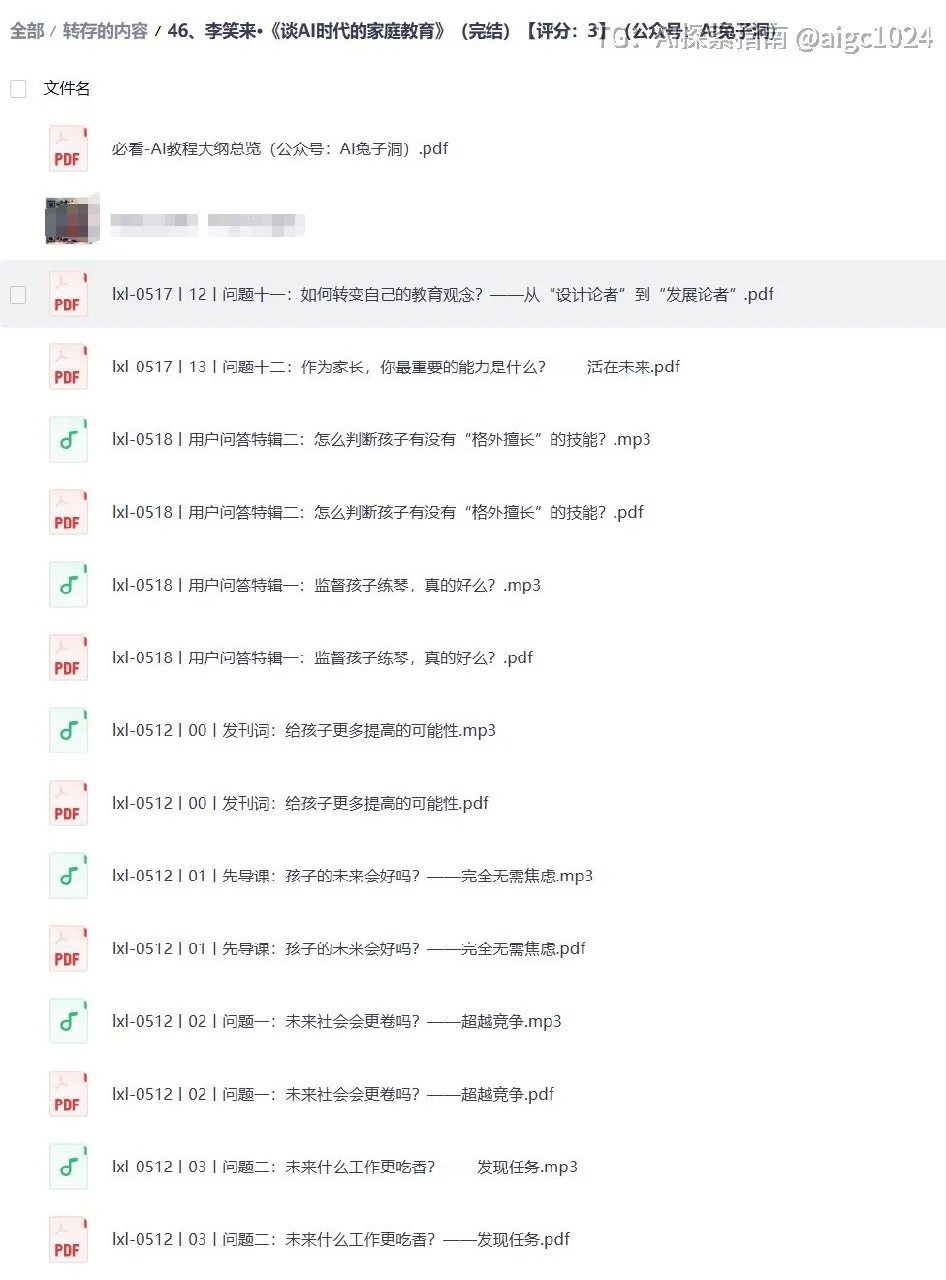 全部 / 转存的内容 / 46、李笑来·《谈AI时代的家庭教育》（完结）【评分：3】（公众号：AI兔子洞）
TG: AI探索指南 @aigc1024
文件名
必看-AI教程大纲总览（公众号：AI兔子洞）.pdf
lxl-0517丨12丨问题十一：如何转变自己的教育观念？——从“设计论者”到“发展论者”.pdf
lxl-0517丨13丨问题十二：作为家长，你最重要的能力是什么？ 活在未来.pdf
lxl-0518丨用户问答特辑二：怎么判断孩子有没有“格外擅长”的技能？.mp3
lxl-0518丨用户问答特辑二：怎么判断孩子有没有“格外擅长”的技能？.pdf
lxl-0518丨用户问答特辑一：监督孩子练琴，真的好么？.mp3
lxl-0518丨用户问答特辑一：监督孩子练琴，真的好么？.pdf
lxl-0512丨00丨发刊词：给孩子更多提高的可能性.mp3
lxl-0512丨00丨发刊词：给孩子更多提高的可能性.pdf
lxl-0512丨01丨先导课：孩子的未来会好吗？——完全无需焦虑.mp3
lxl-0512丨01丨先导课：孩子的未来会好吗？——完全无需焦虑.pdf
lxl-0512丨02丨问题一：未来社会会更卷吗？——超越竞争.mp3
lxl-0512丨02丨问题一：未来社会会更卷吗？——超越竞争.pdf
lxl-0512丨03丨问题二：未来什么工作更吃香？ 发现任务.mp3
lxl-0512丨03丨问题二：未来什么工作更吃香？——发现任务.pdf